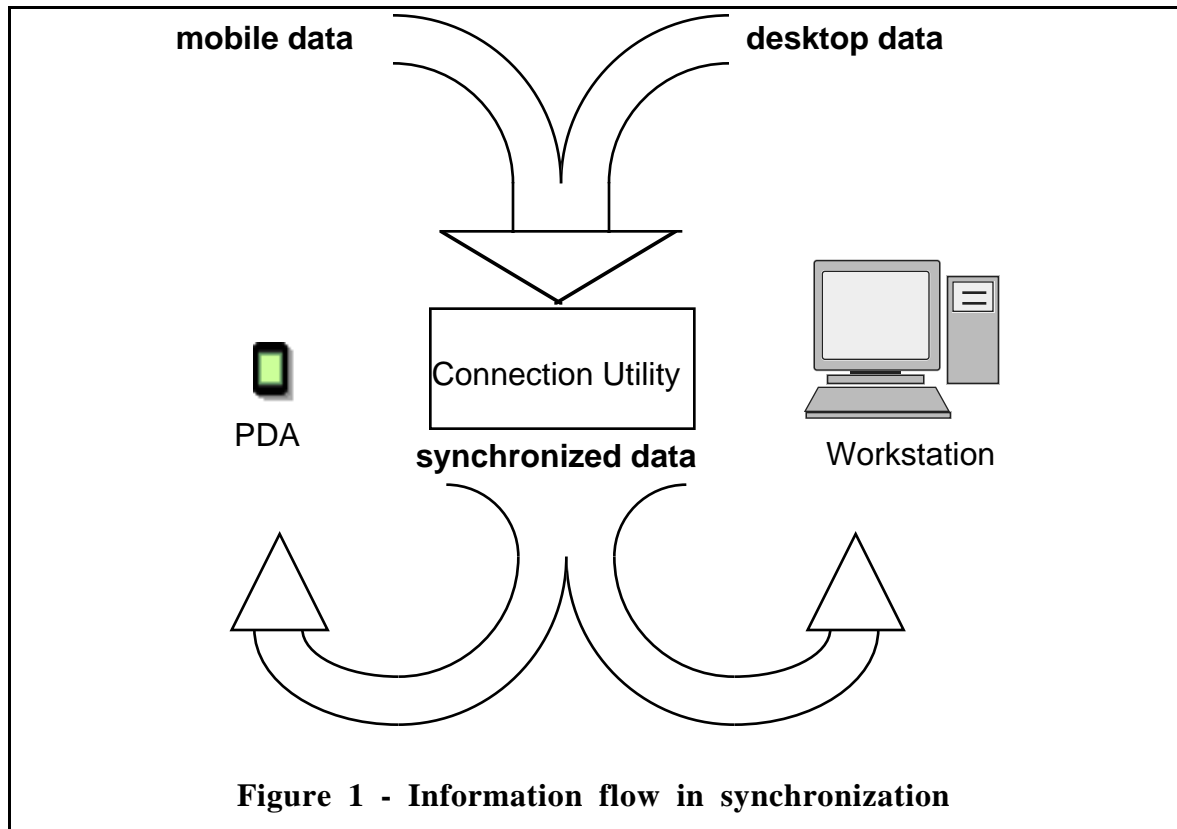 mobile data
desktop data
Connection Utility
PDA
synchronized data
Workstation
Figure 1 - Information flow in synchronization